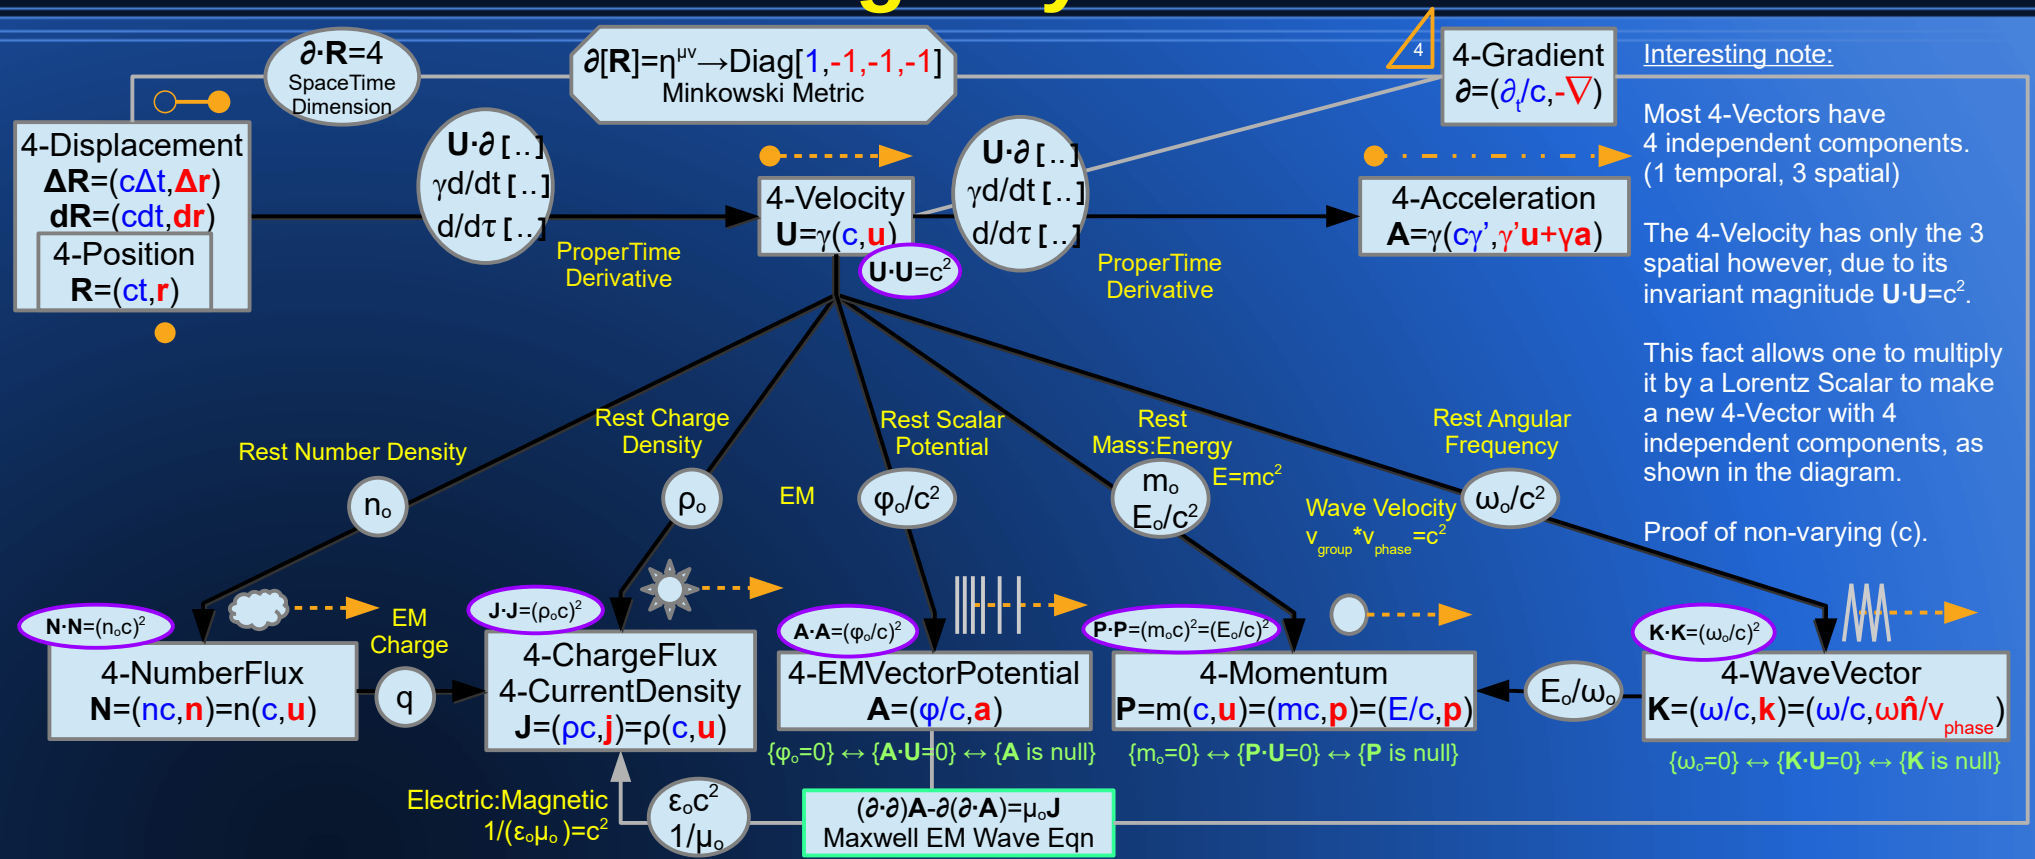 ∂·R=4
SpaceTime
Dimension
∂[R]=η^μν→Diag[1,-1,-1,-1]
Minkowski Metric
4
4-Gradient
∂=(∂ₜ/c,-∇)
4-Displacement
ΔR=(cΔt,Δr)
dR=(cdt,dr)
4-Position
R=(ct,r)
U·∂[..]
γd/dt[..]
d/dτ[..]
ProperTime
Derivative
4-Velocity
U=γ(c,u)
U·U=c²
U·∂[..]
γd/dt[..]
d/dτ[..]
ProperTime
Derivative
4-Acceleration
A=γ(cγ’,γ’u+γa)
Interesting note:
Most 4-Vectors have
4 independent components.
(1 temporal, 3 spatial)
The 4-Velocity has only the 3
spatial however, due to its
invariant magnitude U·U=c².
This fact allows one to multiply
it by a Lorentz Scalar to make
a new 4-Vector with 4
independent components, as
shown in the diagram.
Proof of non-varying (c).
Rest Number Density
nₒ
Rest Charge
Density
ρₒ
EM
Rest Scalar
Potential
φₒ/c²
Rest
Mass:Energy
E=mc²
mₒ
Eₒ/c²
Wave Velocity
v_group*v_phase=c²
Rest Angular
Frequency
ωₒ/c²
N·N=(nₒc)²
4-NumberFlux
N=(nc,n)=n(c,u)
EM
Charge
q
J·J=(ρₒc)²
4-ChargeFlux
4-CurrentDensity
J=(ρc,j)=ρ(c,u)
A·A=(φₒ/c)²
4-EMVectorPotential
A=(φ/c,a)
{φₒ=0} ↔ {A·U=0} ↔ {A is null}
P·P=(mₒc)²=(Eₒ/c)²
4-Momentum
P=m(c,u)=(mc,p)=(E/c,p)
{mₒ=0} ↔ {P·U=0} ↔ {P is null}
Eₒ/ωₒ
K·K=(ωₒ/c)²
4-WaveVector
K=(ω/c,k)=(ω/c,ωn̂/v_phase)
{ωₒ=0} ↔ {K·U=0} ↔ {K is null}
Electric:Magnetic
1/(εₒμₒ)=c²
εₒc²
1/μₒ
(∂·∂)A-∂(∂·A)=μₒJ
Maxwell EM Wave Eqn